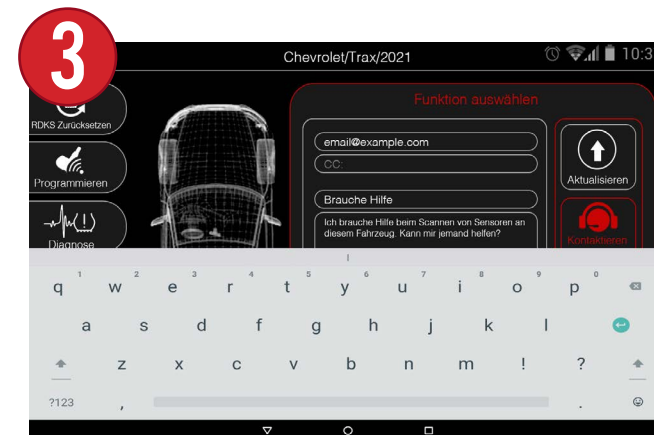 3
Chevrolet/Trax/2021
10:3
RDKS Zurücksetzen
Programmieren
Diagnose
Funktion auswählen
email@example.com
CC:
Brauche Hilfe
Ich brauche Hilfe beim Scannen von Sensoren an
diesem Fahrzeug. Kann mir jemand helfen?
Aktualisieren
Kontaktieren
q 1 w 2 e 3 r 4 t 5 y 6 u 7 i 8 o 9 p 0
a s d f g h j k l
z x c v b n m ! ?
?123 , .